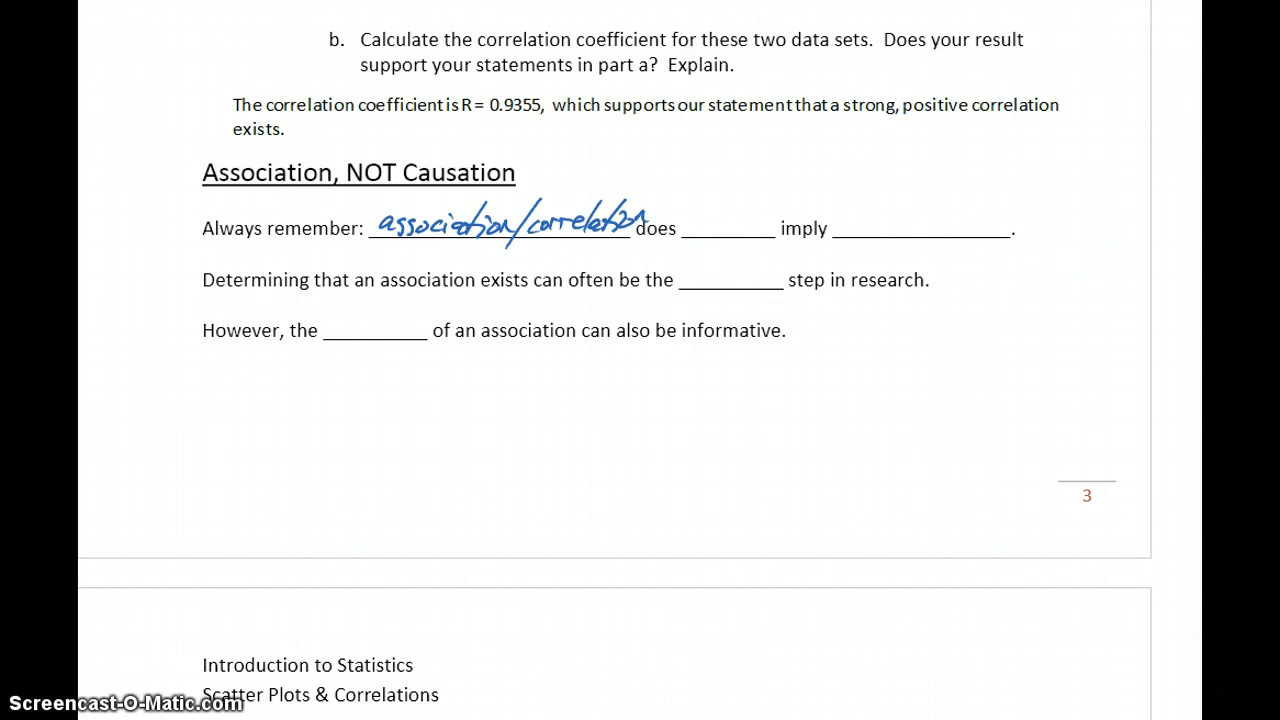 b. Calculate the correlation coefficient for these two data sets. Does your result
support your statements in part a? Explain.
The correlation coefficient is R = 0.9355, which supports our statement that a strong, positive correlation
exists.
Association, NOT Causation
Always remember: association/correlation does __________ imply ___________________.
Determining that an association exists can often be the ___________ step in research.
However, the ___________ of an association can also be informative.
3
Introduction to Statistics
Scatter Plots & Correlations
Screencast-O-Matic.com